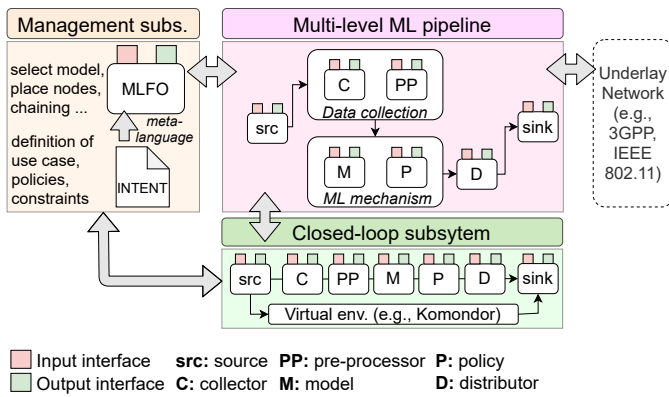 Management subs.
select model,
place nodes,
chaining ...
MLFO
meta-
language
definition of
use case,
policies,
constraints
INTENT
Multi-level ML pipeline
src
C
PP
Data collection
M
P
ML mechanism
D
sink
Underlay
Network
(e.g.,
3GPP,
IEEE
802.11)
Closed-loop subsytem
src
C
PP
M
P
D
sink
Virtual env. (e.g., Komondor)
Input interface
Output interface
src: source PP: pre-processor P: policy
C: collector M: model D: distributor